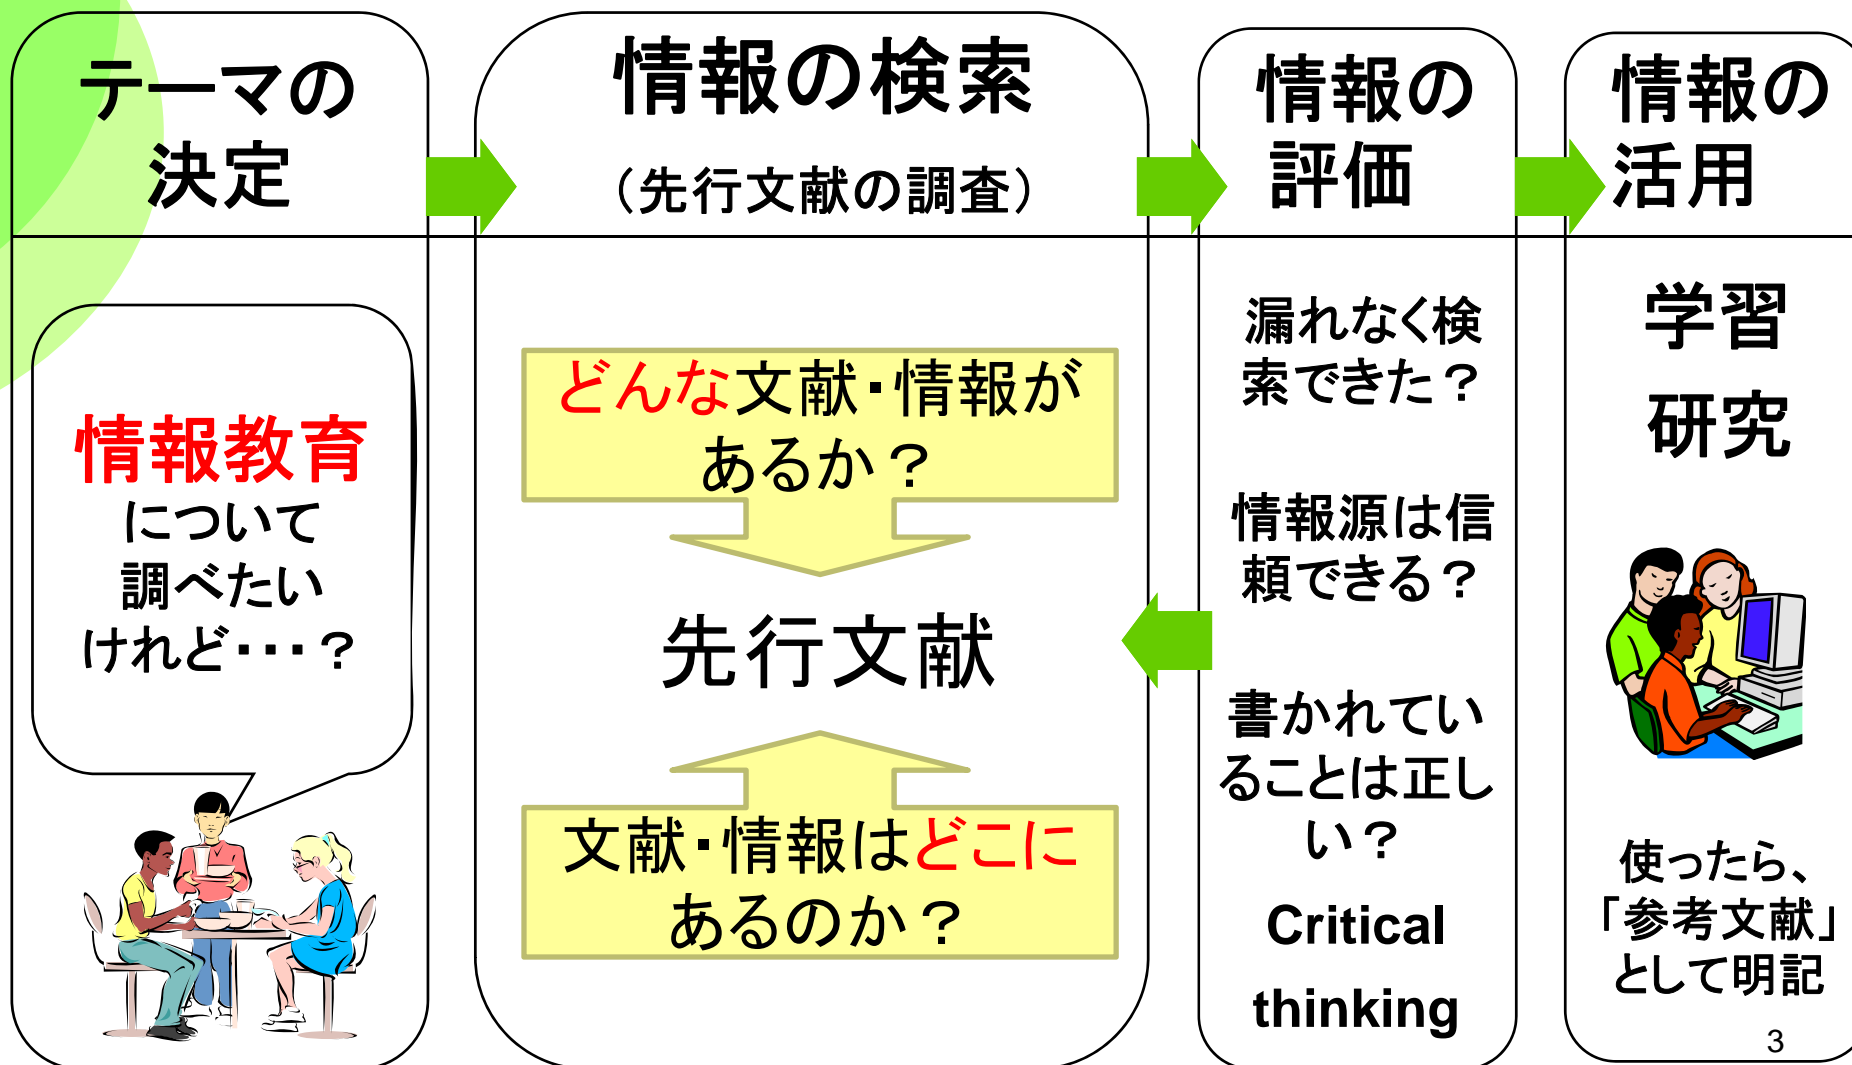 テーマの
決定
情報教育
について
調べたい
けれど・・・？
情報の検索
（先行文献の調査）
どんな文献・情報が
あるか？
先行文献
文献・情報はどこに
あるのか？
情報の
評価
漏れなく検
索できた？
情報源は信
頼できる？
書かれてい
ることは正し
い？
Critical
thinking
情報の
活用
学習
研究
使ったら、
「参考文献」
として明記
3